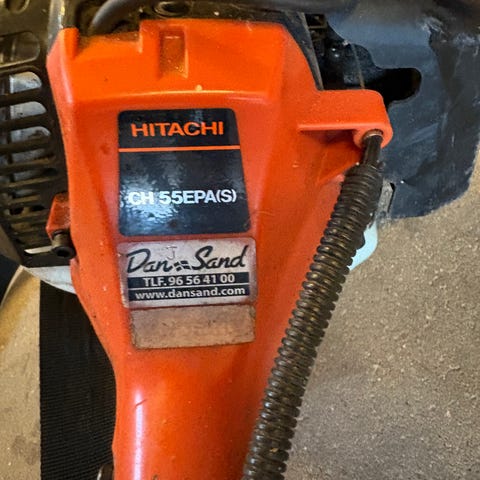 HITACHI
CH 55EPA(S)
Dan Sand
TLF. 96 56 41 00
www.dansand.com